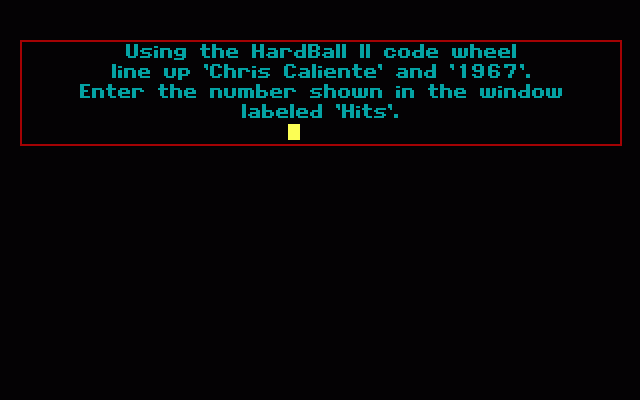 Using the HardBall II code wheel
line up 'Chris Caliente' and '1967'.
Enter the number shown in the window
labeled 'Hits'.